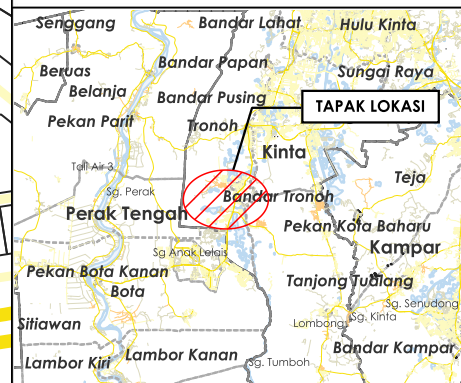 Senggang
Bandar Lahat
Hulu Kinta
Bandar Papan
Beruas
Sungai Raya
Belanja
Bandar Pusing
TAPAK LOKASI
Pekan Parit
Tronoh
Kinta
Tali Air 3
Teja
Sg. Perak
Bandar Tronoh
Perak Tengah
Pekan Kota Baharu
Kampar
Sg Anak Lelais
Pekan Bota Kanan
Tanjong Tualang
Bota
Sg. Senudong
Sg. Kinta
Sitiawan
Lombong
Bandar Kampar
Lambor Kanan
Lambor Kiri
Sg. Tumboh